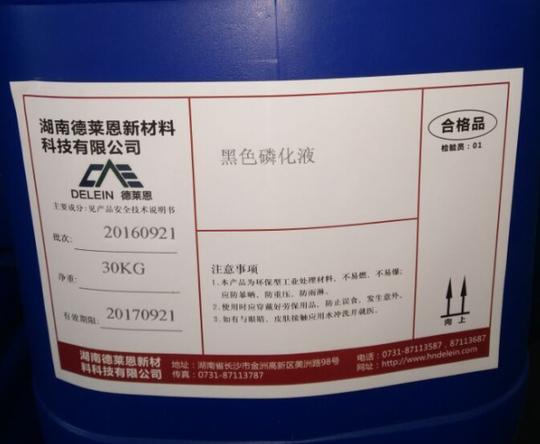 湖南德莱恩新材料
科技有限公司
DELEIN 德莱恩
主要成分:见产品安全技术说明书
批次: 20160921
净重: 30KG
有效期限: 20170921
黑色磷化液
注意事项
1.本产品为环保型工业处理材料，不易燃、不易爆;
应防暴晒、防重压、防雨淋。
2.使用时应穿戴好劳保用品，防止误食，发生意外。
3.如有与眼睛、皮肤接触应用水冲洗并就医。
合格品
检验员:01
向上
湖南德莱恩新材
料科技有限公司
地址:湖南省长沙市金洲高新区美洲路98号
传真:0731-87113787
电话:0731-87113587、87113687
网址:http://www.hndelein.com